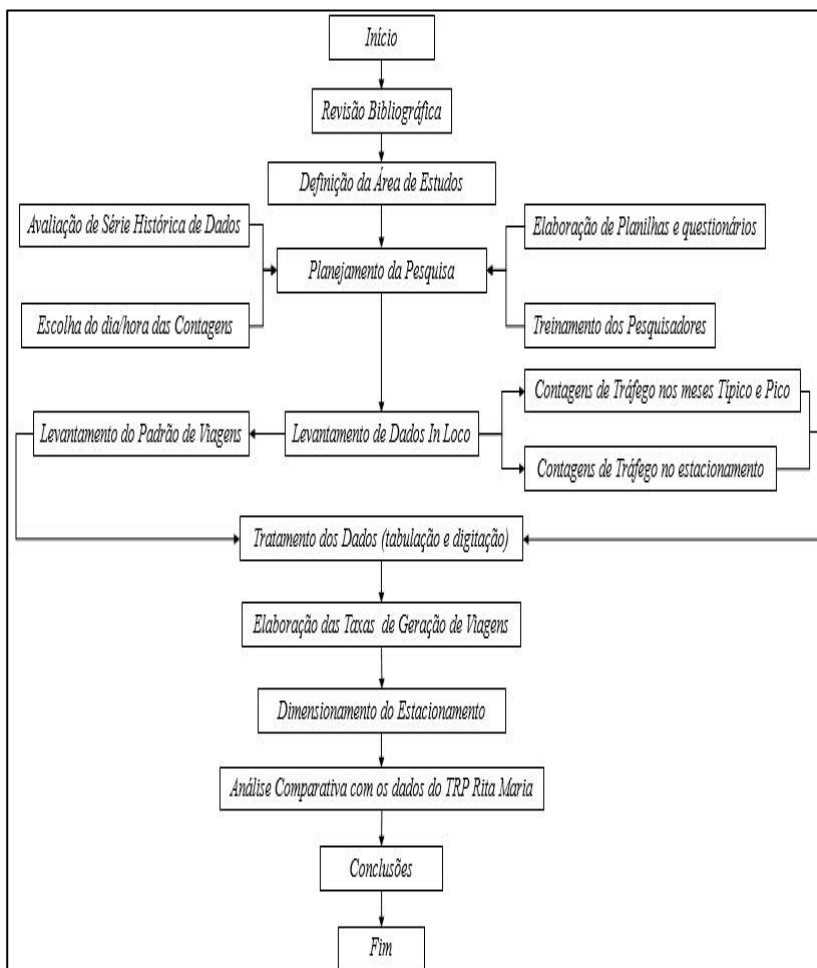 Início
Revisão Bibliográfica
Definição da Área de Estudos
Avaliação de Série Histórica de Dados
Elaboração de Planilhas e questionários
Planejamento da Pesquisa
Escolha do dia/hora das Contagens
Treinamento dos Pesquisadores
Contagens de Tráfego nos meses Típico e Pico
Levantamento do Padrão de Viagens
Levantamento de Dados In Loco
Contagens de Tráfego no estacionamento
Tratamento dos Dados (tabulação e digitação)
Elaboração das Taxas de Geração de Viagens
Dimensionamento do Estacionamento
Análise Comparativa com os dados do TRP Rita Maria
Conclusões
Fim